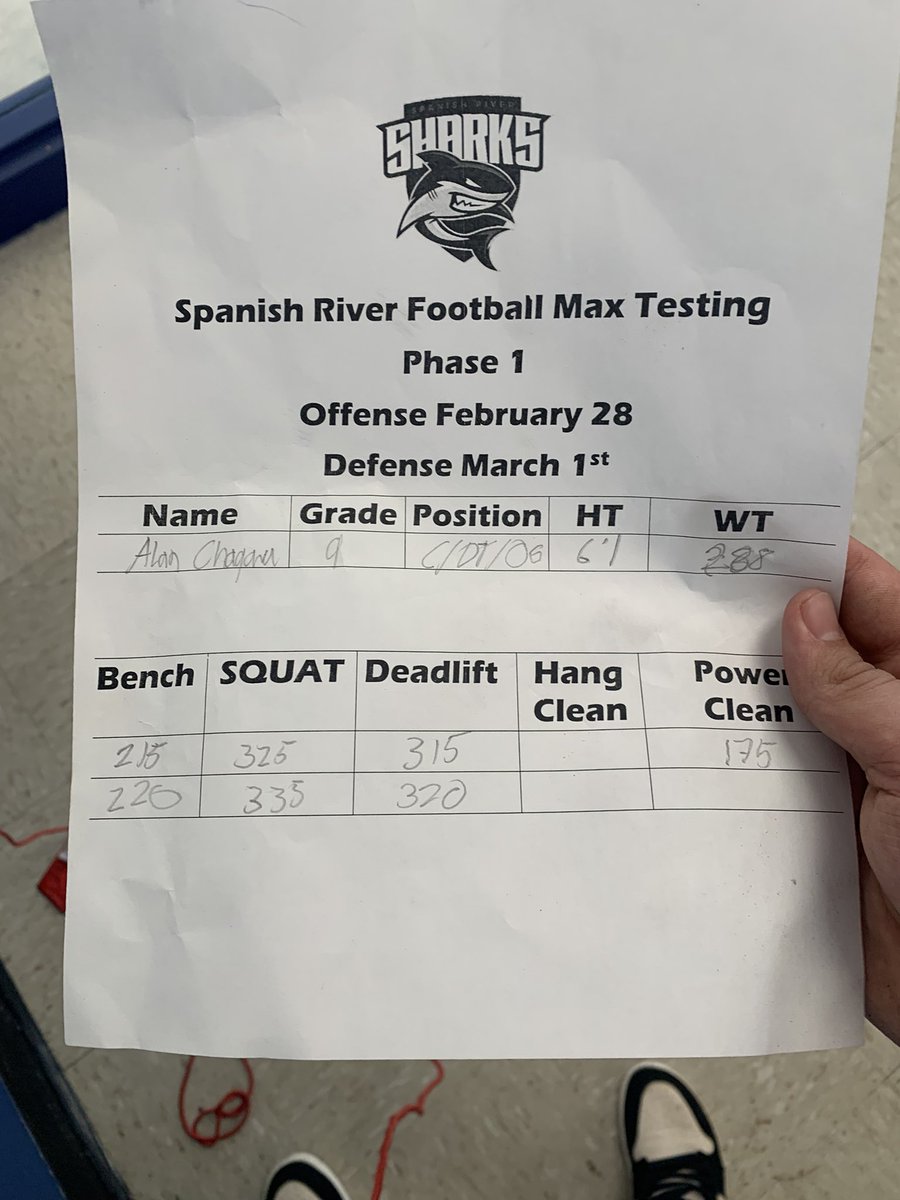 SPANISH RIVER
SHARKS
Spanish River Football Max Testing
Phase 1
Offense February 28
Defense March 1st
Name Grade Position HT WT
Alan 9 C/DT/OG 6'1 288
Bench SQUAT Deadlift Hang Clean Power Clean
215 325 315 175
220 335 320